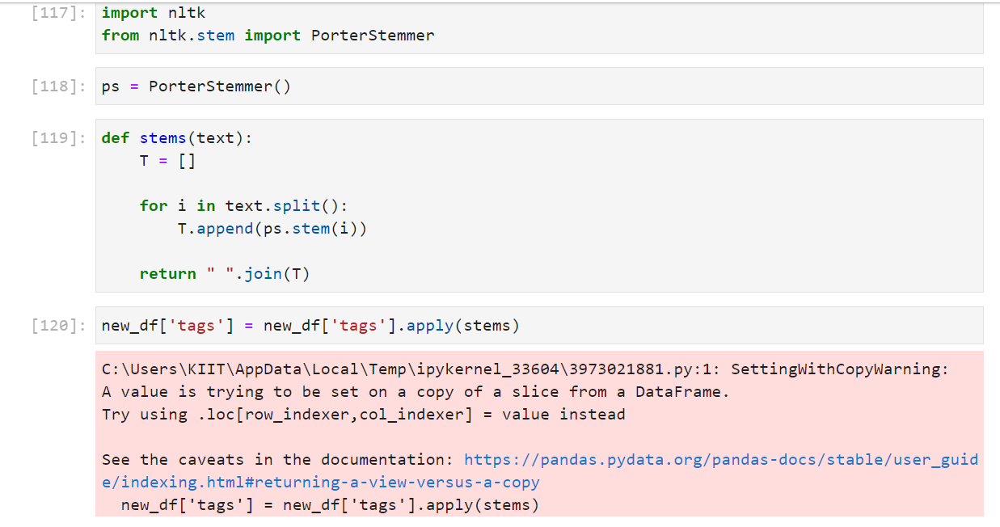 [117]: import nltk
from nltk.stem import PorterStemmer
[118]: ps = PorterStemmer()
[119]: def stems(text):
    T = []

    for i in text.split():
        T.append(ps.stem(i))

    return " ".join(T)
[120]: new_df['tags'] = new_df['tags'].apply(stems)
C:\Users\KIIT\AppData\Local\Temp\ipykernel_33604\3973021881.py:1: SettingWithCopyWarning:
A value is trying to be set on a copy of a slice from a DataFrame.
Try using .loc[row_indexer,col_indexer] = value instead

See the caveats in the documentation: https://pandas.pydata.org/pandas-docs/stable/user_guid
e/indexing.html#returning-a-view-versus-a-copy
  new_df['tags'] = new_df['tags'].apply(stems)